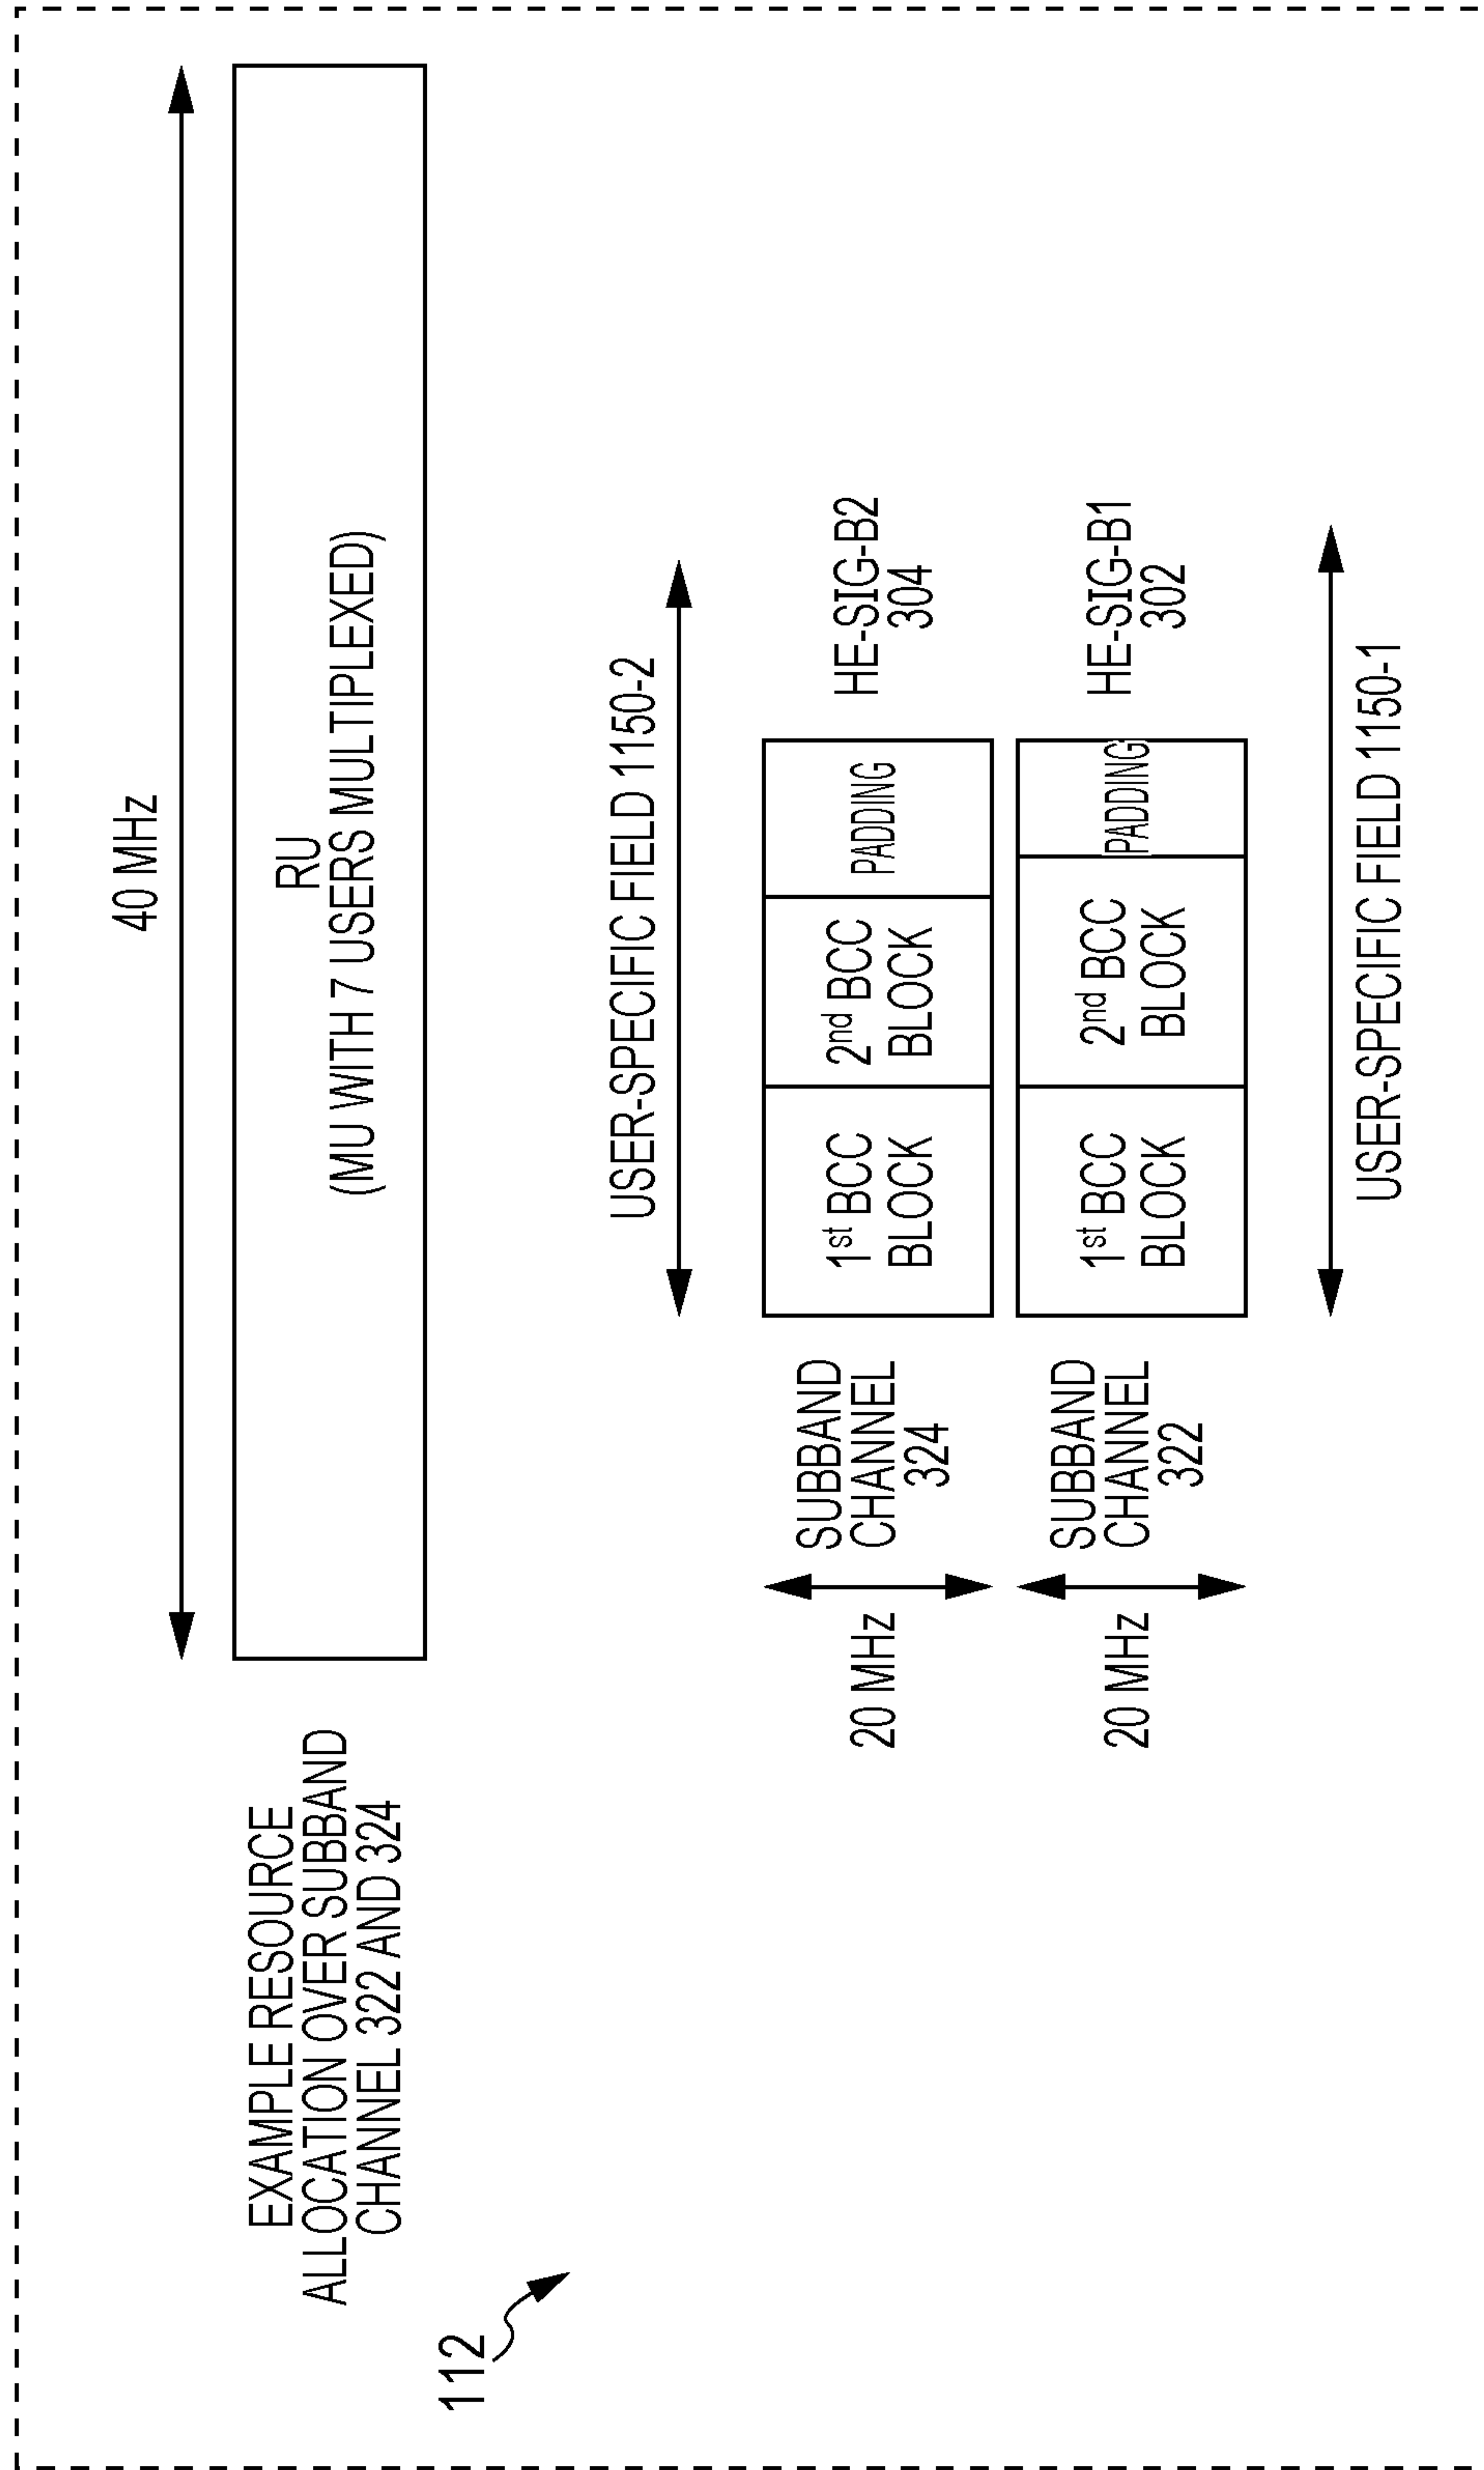 40 MHz
EXAMPLE RESOURCE
ALLOCATION OVER SUBBAND
CHANNEL 322 AND 324
RU
(MU WITH 7 USERS MULTIPLEXED)
112
USER-SPECIFIC FIELD 1150-2
20 MHz
SUBBAND
CHANNEL
324
1st BCC
BLOCK
2nd BCC
BLOCK
PADDING
HE-SIG-B2
304
20 MHz
SUBBAND
CHANNEL
322
1st BCC
BLOCK
2nd BCC
BLOCK
PADDING
HE-SIG-B1
302
USER-SPECIFIC FIELD 1150-1